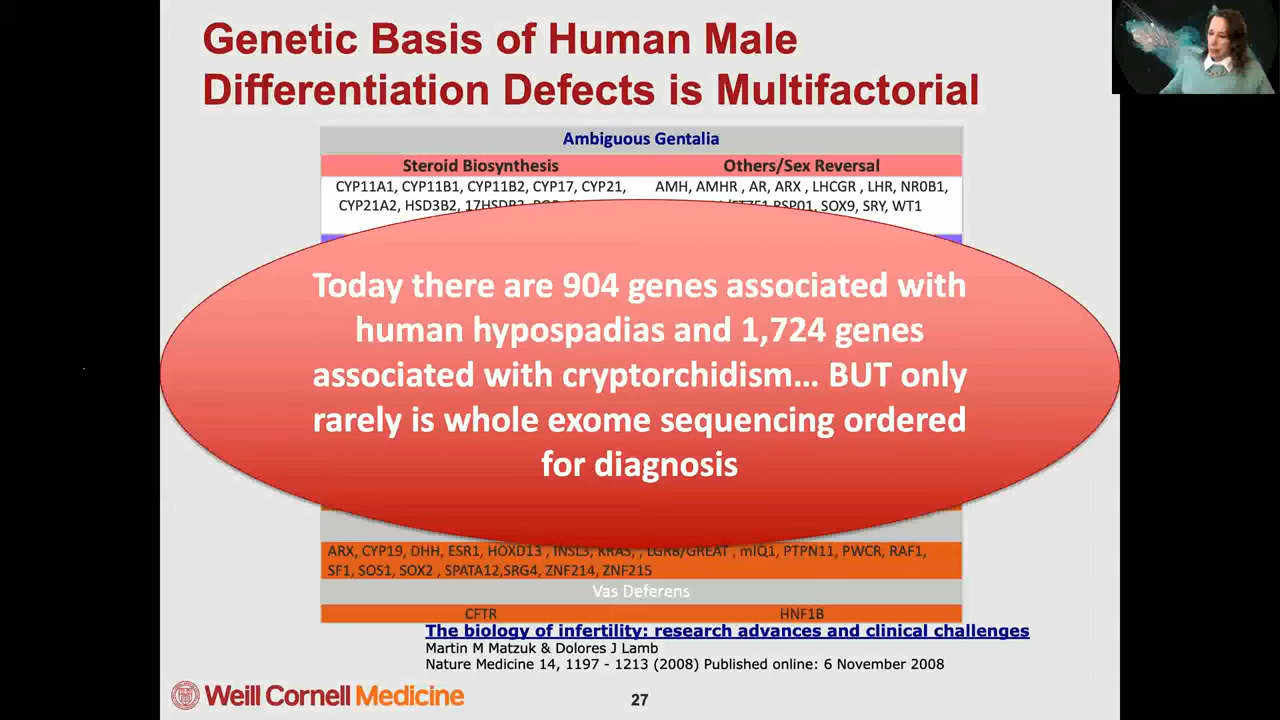 Genetic Basis of Human Male
Differentiation Defects is Multifactorial
Ambiguous Gentalia
Steroid Biosynthesis
Others/Sex Reversal
CYP11A1, CYP11B1, CYP11B2, CYP17, CYP21,
CYP21A2, HSD3B2,
AMH, AMHR , AR, ARX , LHCGR , LHR, NR0B1,
SOX9, SRY, WT1
Today there are 904 genes associated with
human hypospadias and 1,724 genes
associated with cryptorchidism... BUT only
rarely is whole exome sequencing ordered
for diagnosis
ARX, CYP19, DHH, ESR1, HOXD13 , INSL3, KRAS, , LGR8/GREAT , mIQ1, PTPN11, PWCR, RAF1,
SF1, SOS1, SOX2 , SPATA12,SRG4, ZNF214, ZNF215
Vas Deferens
CFTR
HNF1B
The biology of infertility: research advances and clinical challenges
Martin M Matzuk & Dolores J Lamb
Nature Medicine 14, 1197 - 1213 (2008) Published online: 6 November 2008
Weill Cornell Medicine
27